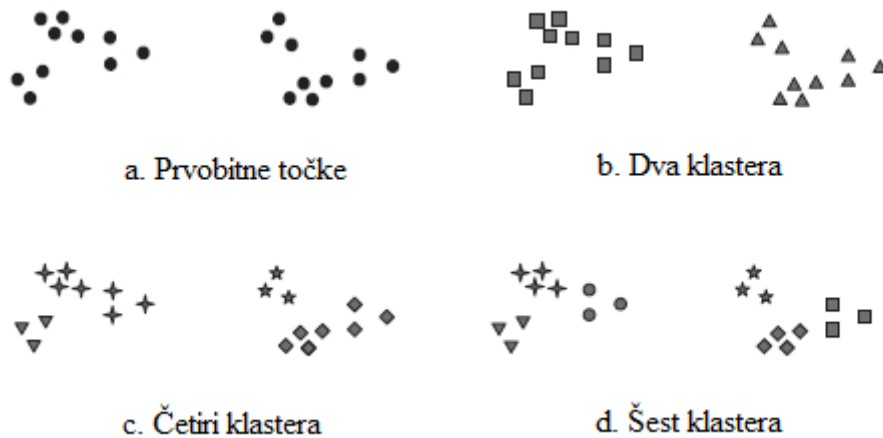 a. Prvobitne točke
b. Dva klastera
c. Četiri klastera
d. Šest klastera